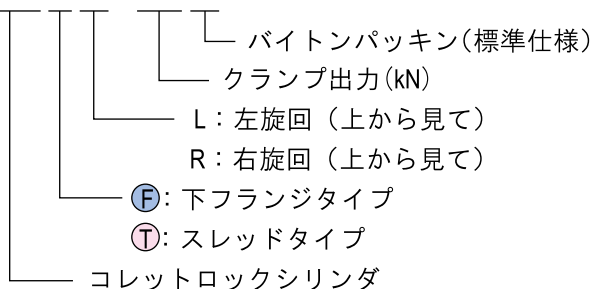 バイトンパッキン(標準仕様)
クランプ出力(kN)
L：左旋回（上から見て）
R：右旋回（上から見て）
Ⓕ：下フランジタイプ
Ⓣ：スレッドタイプ
コレットロックシリンダ